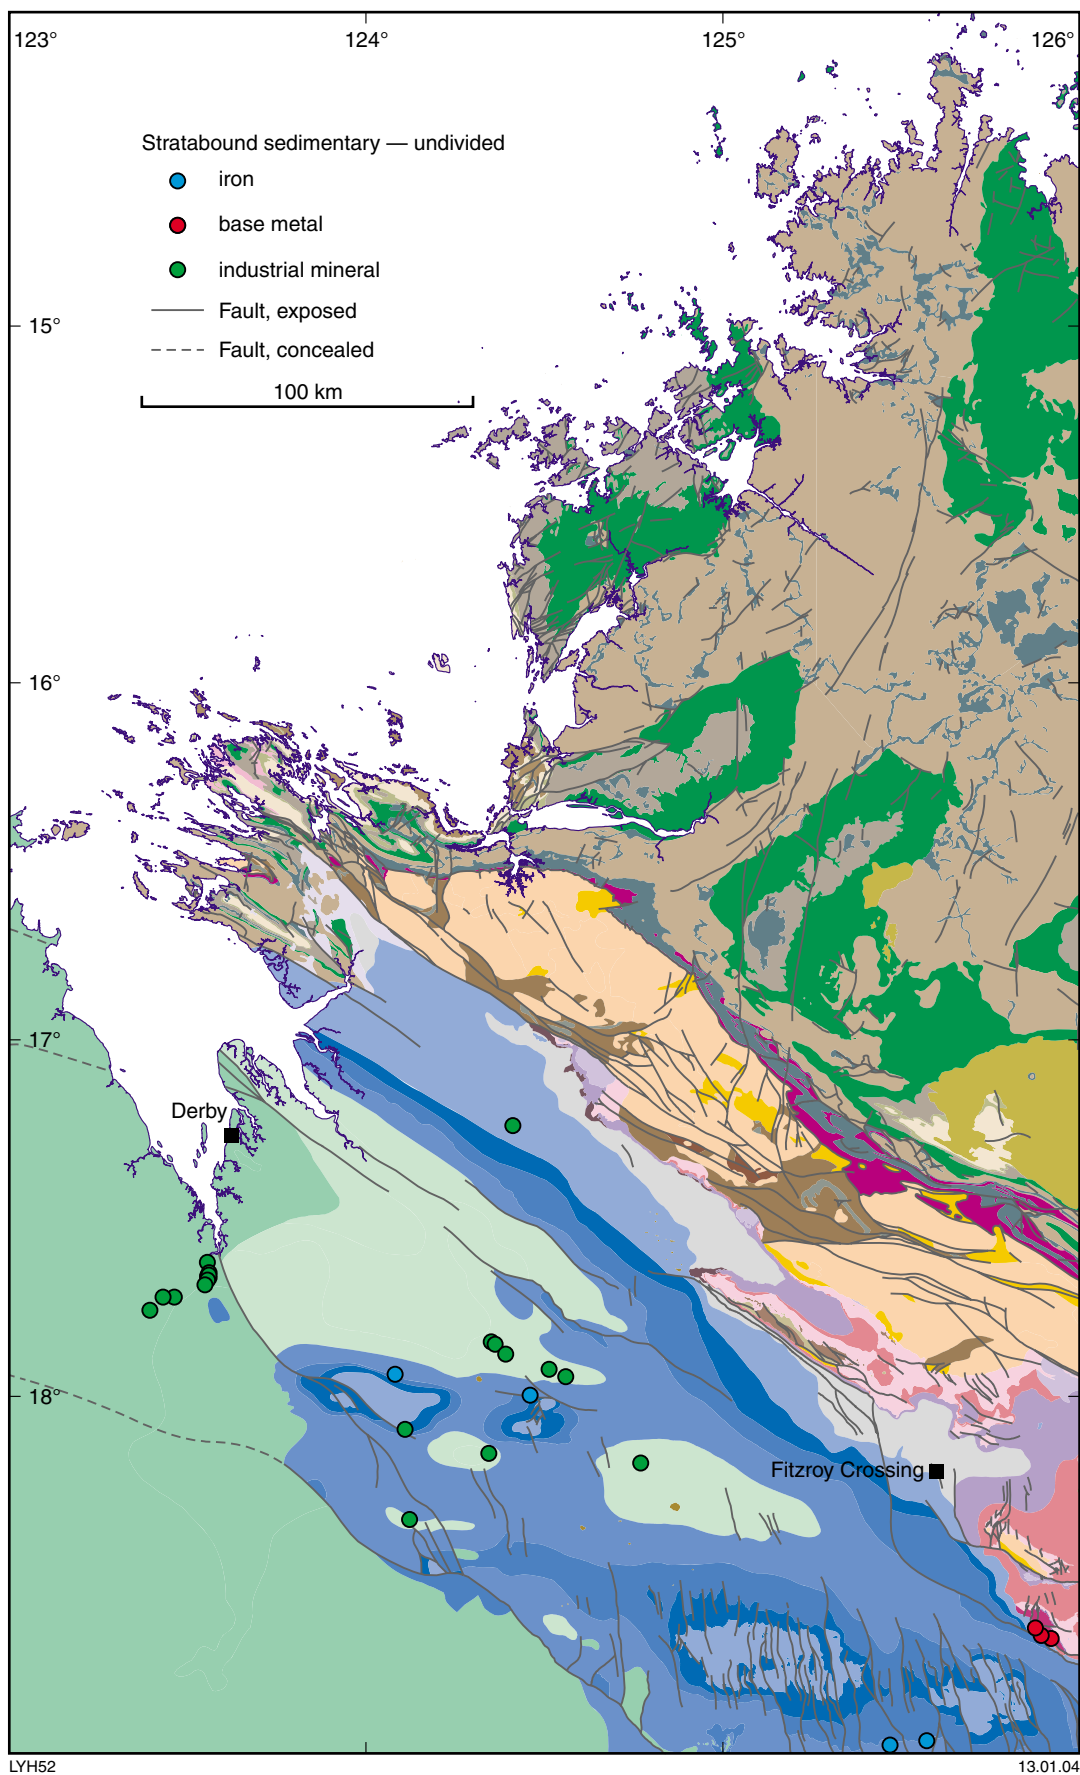 123° 124° 125° 126°
Stratabound sedimentary — undivided
iron
base metal
industrial mineral
Fault, exposed
15°
Fault, concealed
100 km
16°
17°
Derby
18°
Fitzroy Crossing
LYH52 13.01.04